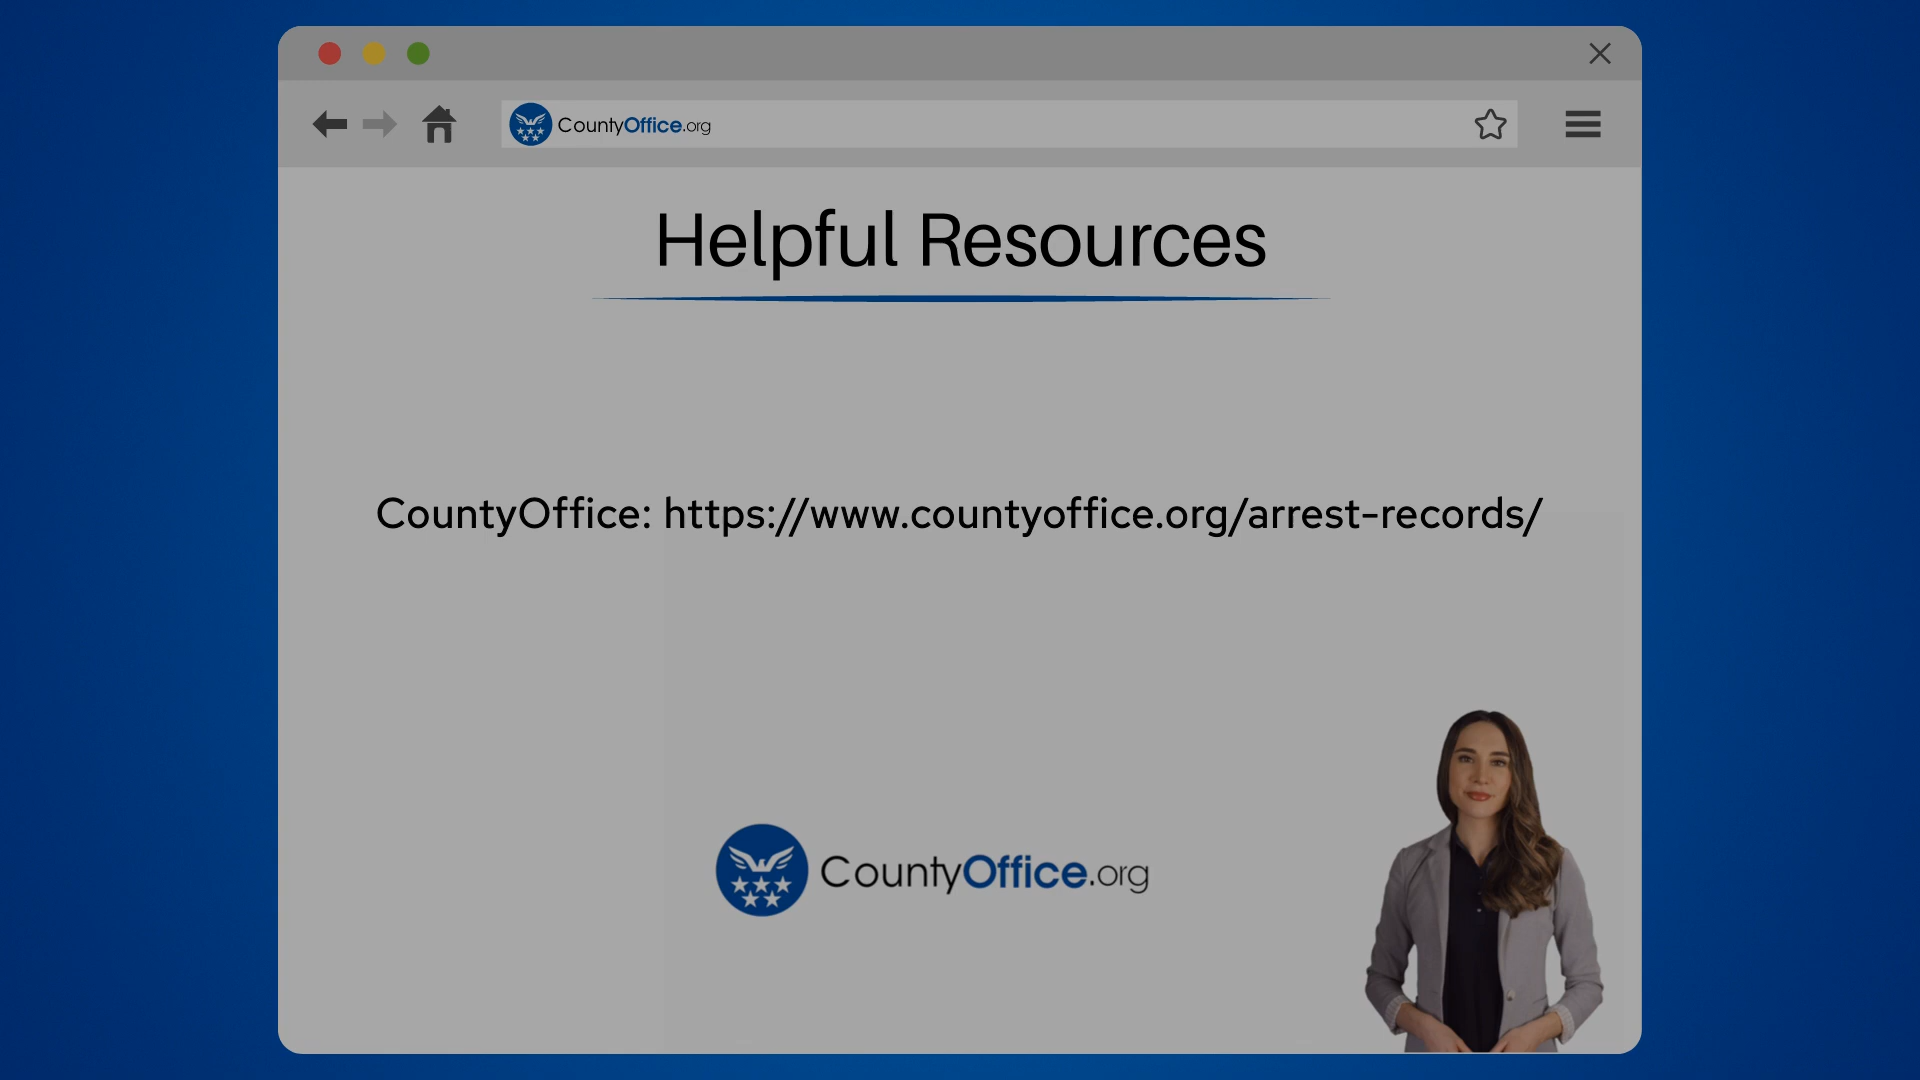 CountyOffice.org
Helpful Resources
CountyOffice: https://www.countyoffice.org/arrest-records/
CountyOffice.org